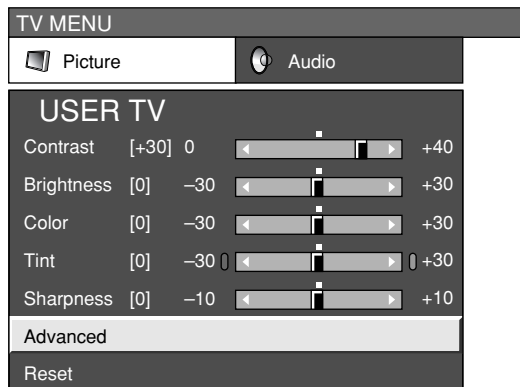 TV MENU
Picture Audio
USER TV
Contrast [+30] 0 +40
Brightness [0] –30 +30
Color [0] –30 +30
Tint [0] –30 +30
Sharpness [0] –10 +10
Advanced
Reset